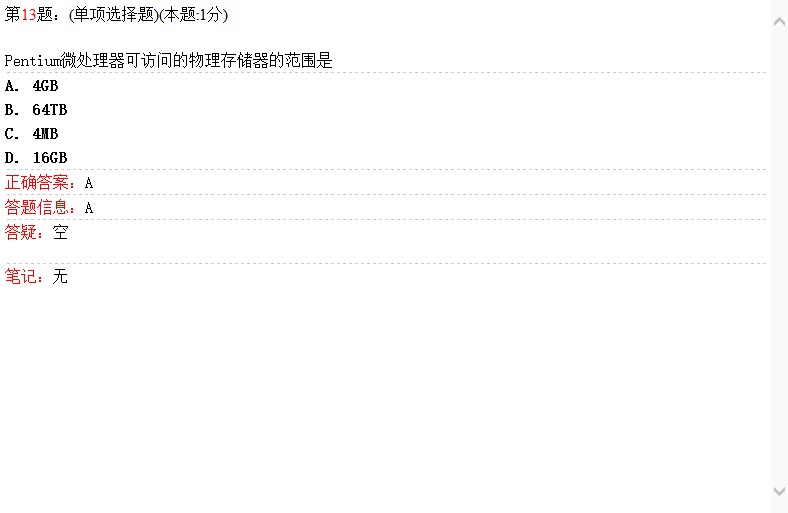 第13题：(单项选择题)(本题:1分)
Pentium微处理器可访问的物理存储器的范围是
A. 4GB
B. 64TB
C. 4MB
D. 16GB
正确答案：A
答题信息：A
答疑：空
笔记：无